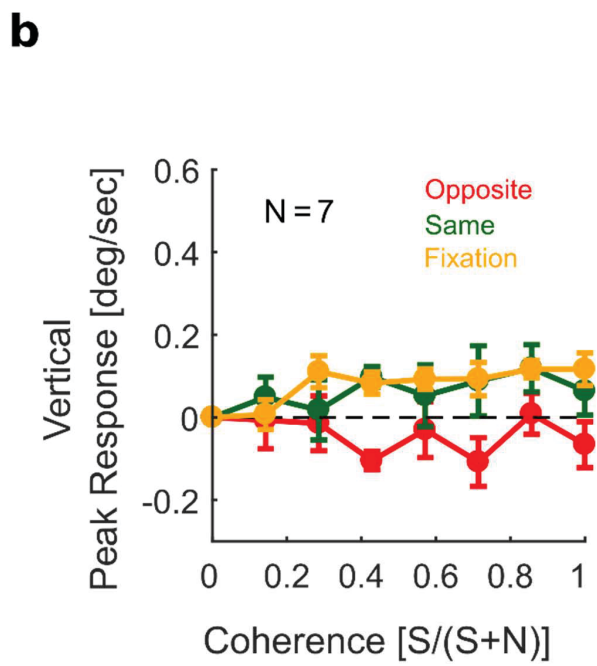 b
Vertical
Peak Response [deg/sec]
0.6
0.4
0.2
0
-0.2
N = 7
Opposite
Same
Fixation
0 0.2 0.4 0.6 0.8 1
Coherence [S/(S+N)]